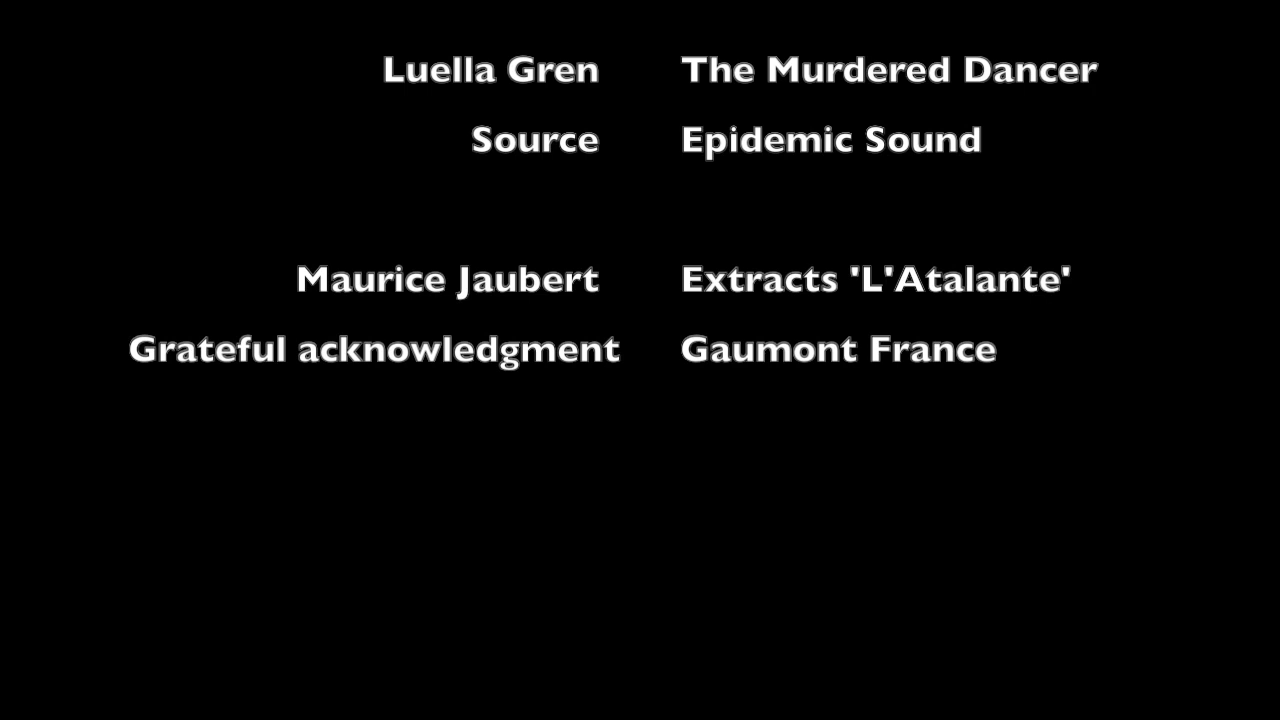 Luella Gren The Murdered Dancer
Source Epidemic Sound
Maurice Jaubert Extracts 'L'Atalante'
Grateful acknowledgment Gaumont France